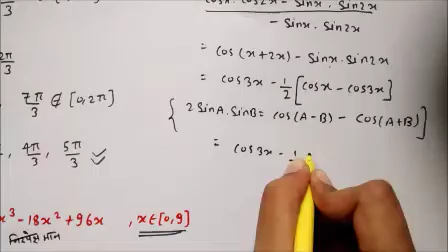 cosx. cos2x - sinx. sin2x
- sinx. sin2x
= cos(x+2x) - sinx. sin2x
= cos3x - 1/2 [cosx - cos3x]
{ 2 sinA. sinB = cos(A-B) - cos(A+B) }
= cos3x - 1
π/3
7π/3 ∉ [0, 2π]
, 4π/3, 5π/3
x³ - 18x² + 96x , x∈[0,9]
निरपेक्ष मान